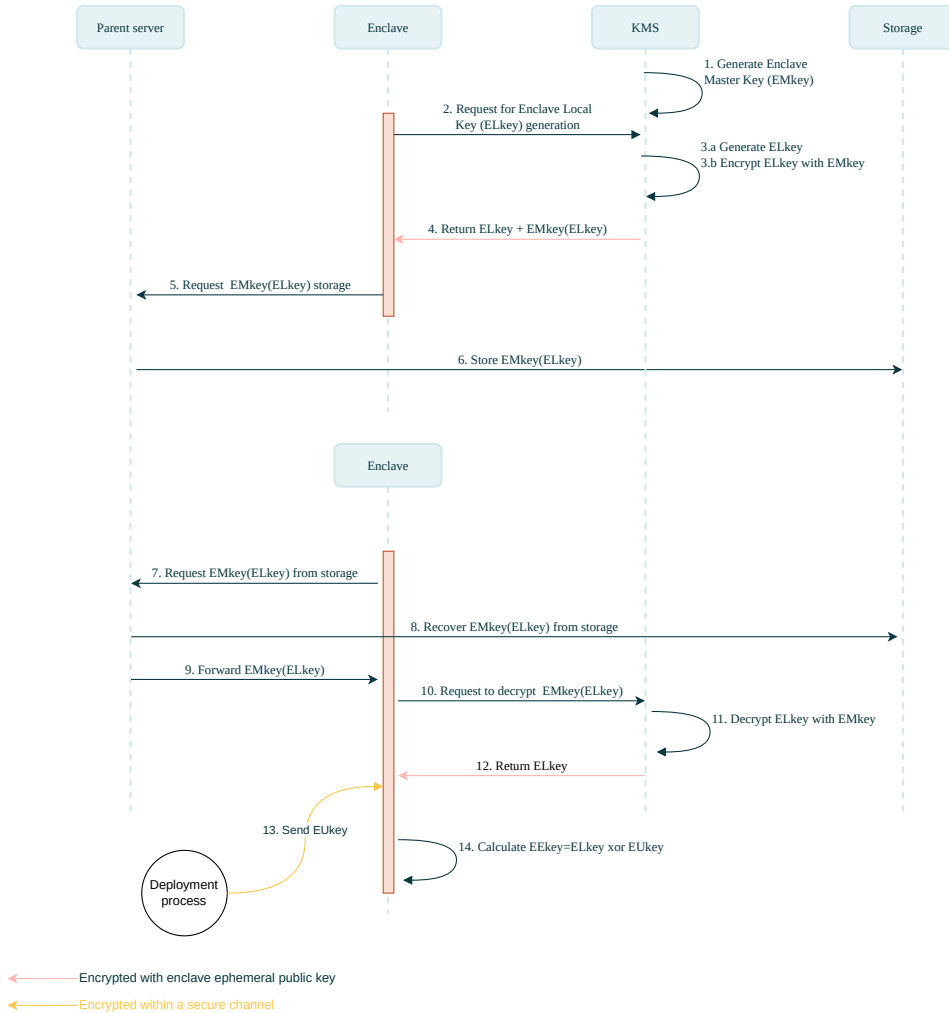 Parent server
Enclave
KMS
Storage
1. Generate Enclave
Master Key (EMkey)
2. Request for Enclave Local
Key (ELkey) generation
3.a Generate ELkey
3.b Encrypt ELkey with EMkey
4. Return ELkey + EMkey(ELkey)
5. Request  EMkey(ELkey) storage
6. Store EMkey(ELkey)
Enclave
7. Request EMkey(ELkey) from storage
8. Recover EMkey(ELkey) from storage
9. Forward EMkey(ELkey)
10. Request to decrypt  EMkey(ELkey)
11. Decrypt ELkey with EMkey
12. Return ELkey
13. Send EUkey
14. Calculate EEkey=ELkey xor EUkey
Deployment
process
Encrypted with enclave ephemeral public key
Encrypted within a secure channel